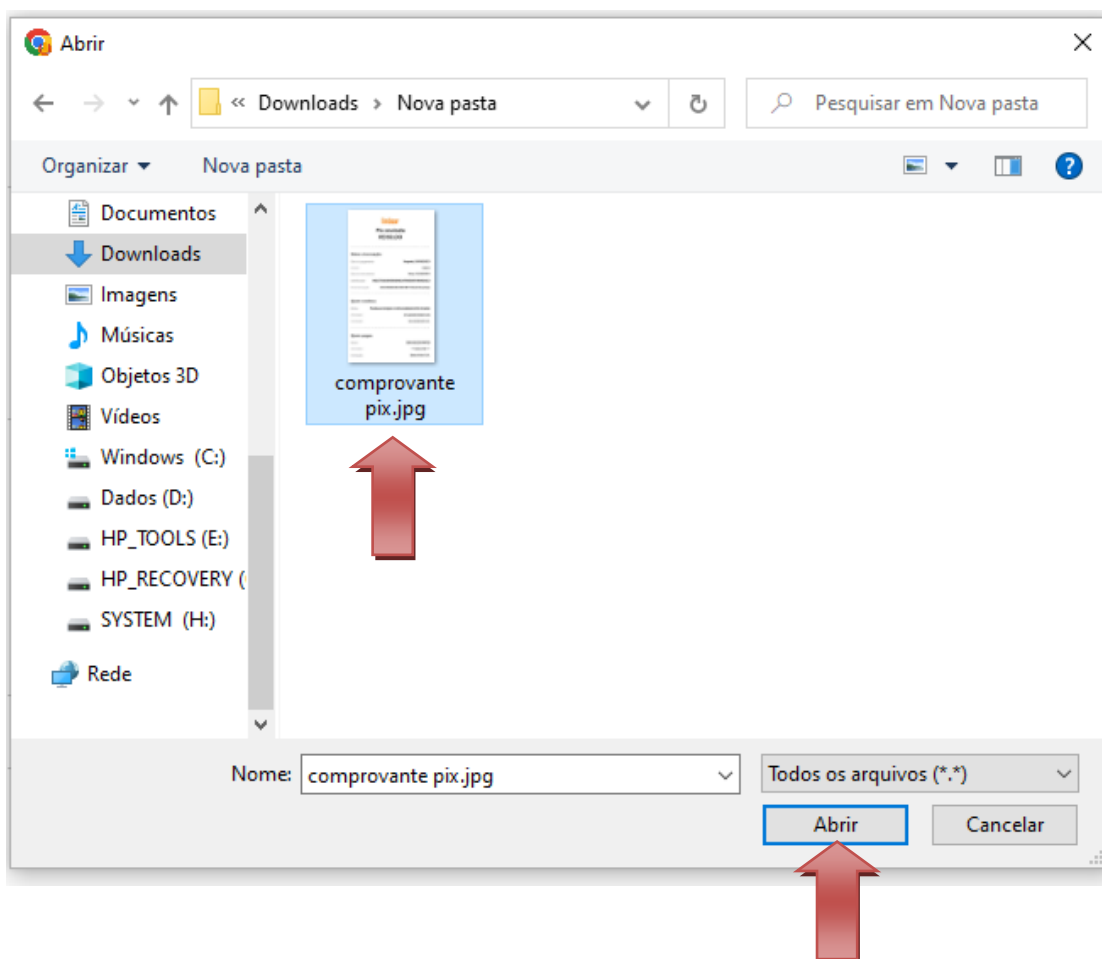 Abrir
« Downloads › Nova pasta
Pesquisar em Nova pasta
Organizar
Nova pasta
?
Documentos
Downloads
Imagens
Músicas
Objetos 3D
Vídeos
Windows (C:)
Dados (D:)
HP_TOOLS (E:)
HP_RECOVERY (
SYSTEM (H:)
Rede
comprovante
pix.jpg
Nome: comprovante pix.jpg
Todos os arquivos (*.*)
Abrir
Cancelar